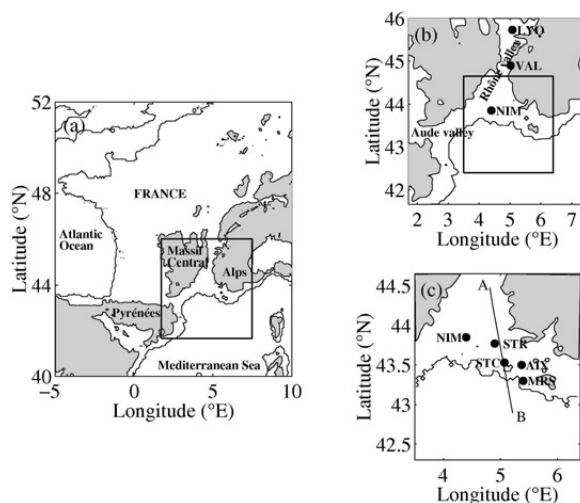 (a)
52
48
44
40
Latitude (°N)
−5
0
5
10
Longitude (°E)
FRANCE
Atlantic
Ocean
Massif
Central
Alps
Pyrénées
Mediterranean Sea
(b)
46
45
44
43
42
Latitude (°N)
2
3
4
5
6
7
Longitude (°E)
LYO
VAL
Rhône valley
NIM
Aude valley
(c)
44.5
44
43.5
43
42.5
Latitude (°N)
4
5
6
Longitude (°E)
A
NIM
STR
STC
AIX
MRS
B